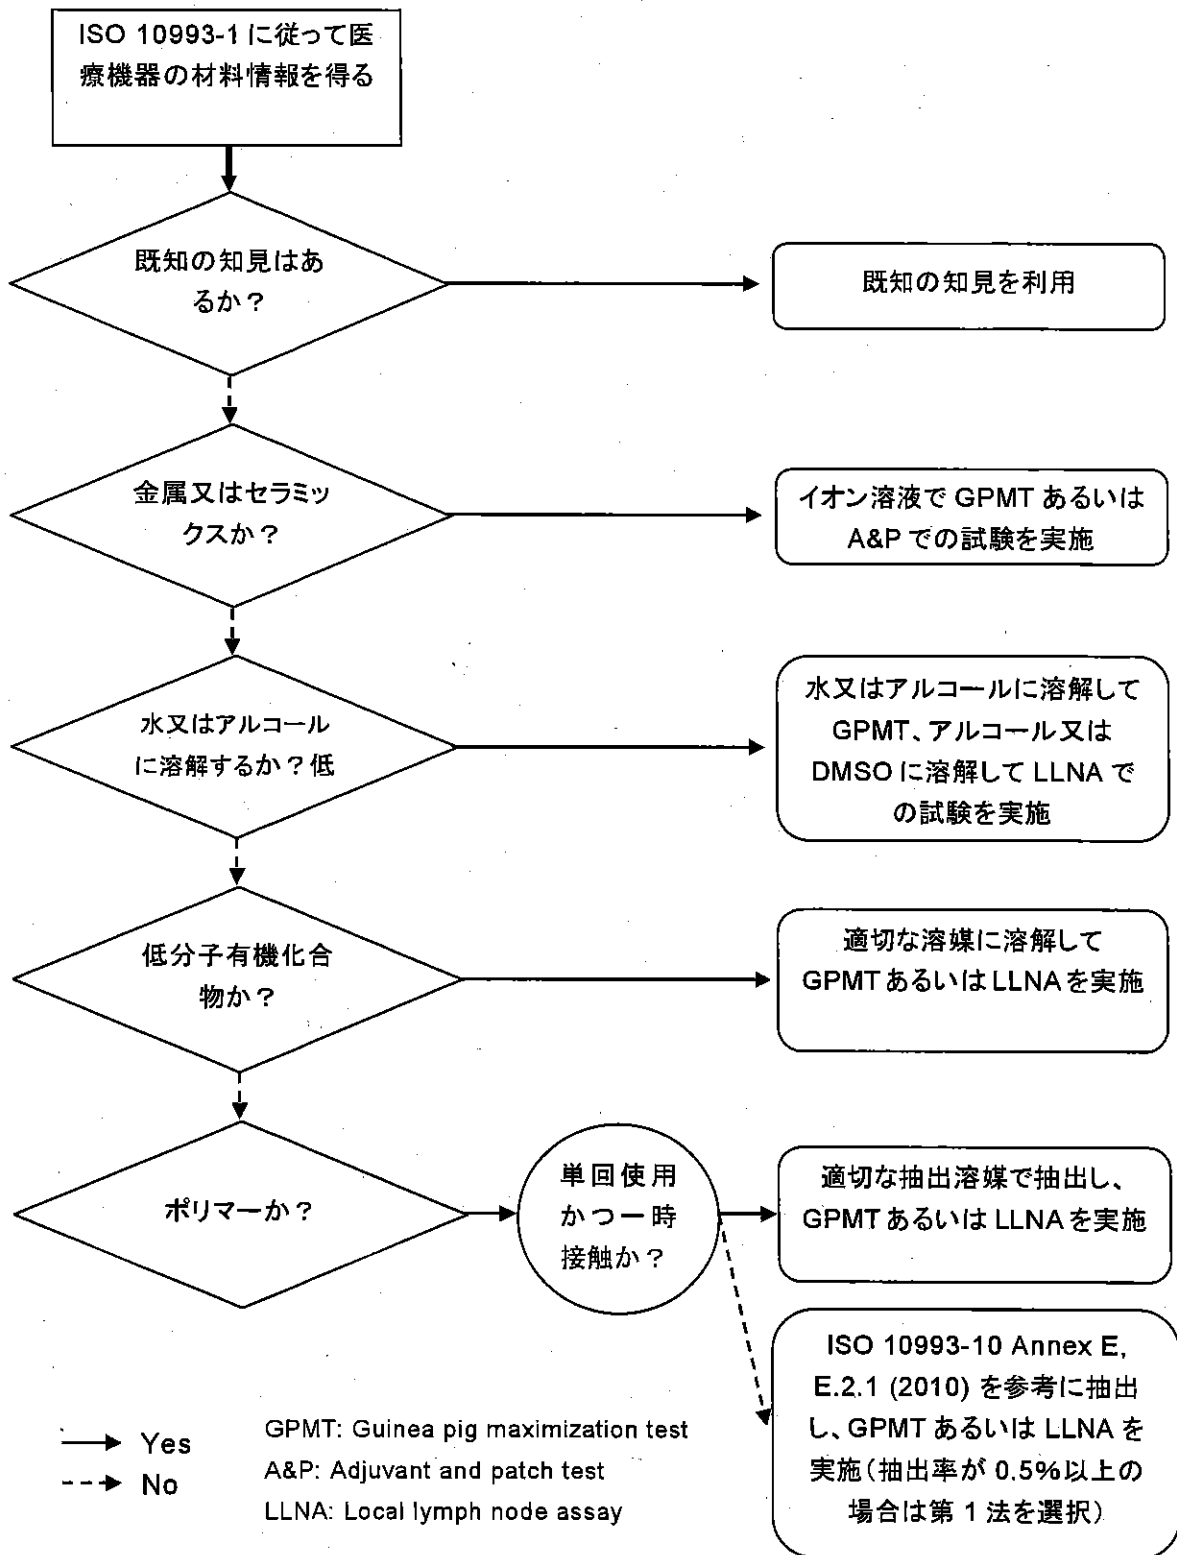 ISO 10993-1 に従って医
療機器の材料情報を得る
既知の知見はあ
るか？
既知の知見を利用
金属又はセラミッ
クスか？
イオン溶液で GPMT あるいは
A&P での試験を実施
水又はアルコール
に溶解するか？低
水又はアルコールに溶解して
GPMT、アルコール又は
DMSO に溶解して LLNA で
の試験を実施
低分子有機化合
物か？
適切な溶媒に溶解して
GPMT あるいは LLNA を実施
ポリマーか？
単回使用
かつ一時
接触か？
適切な抽出溶媒で抽出し、
GPMT あるいは LLNA を実施
ISO 10993-10 Annex E,
E.2.1 (2010) を参考に抽出
し、GPMT あるいは LLNA を
実施（抽出率が 0.5%以上の
場合は第 1 法を選択）
Yes
No
GPMT: Guinea pig maximization test
A&P: Adjuvant and patch test
LLNA: Local lymph node assay